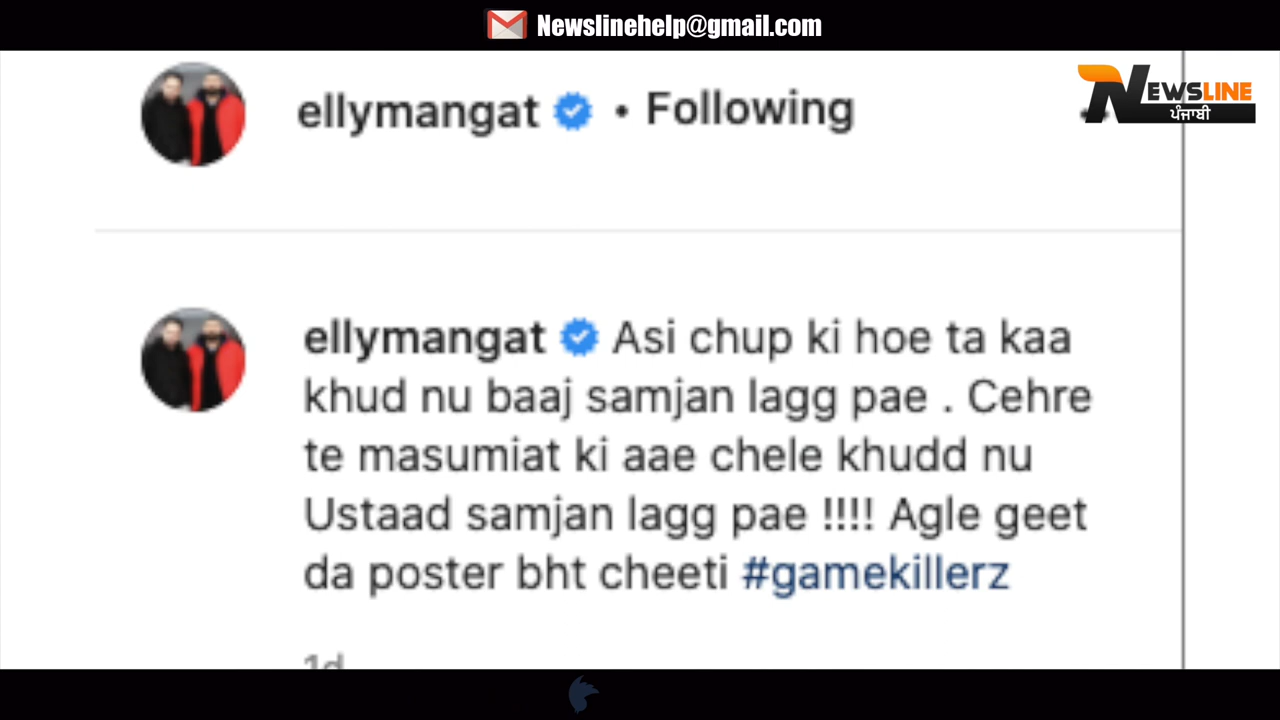 Newslinehelp@gmail.com
NEWSLINE
ਪੰਜਾਬੀ
ellymangat • Following
ellymangat Asi chup ki hoe ta kaa
khud nu baaj samjan lagg pae . Cehre
te masumiat ki aae chele khudd nu
Ustaad samjan lagg pae !!!! Agle geet
da poster bht cheeti #gamekillerz
1d